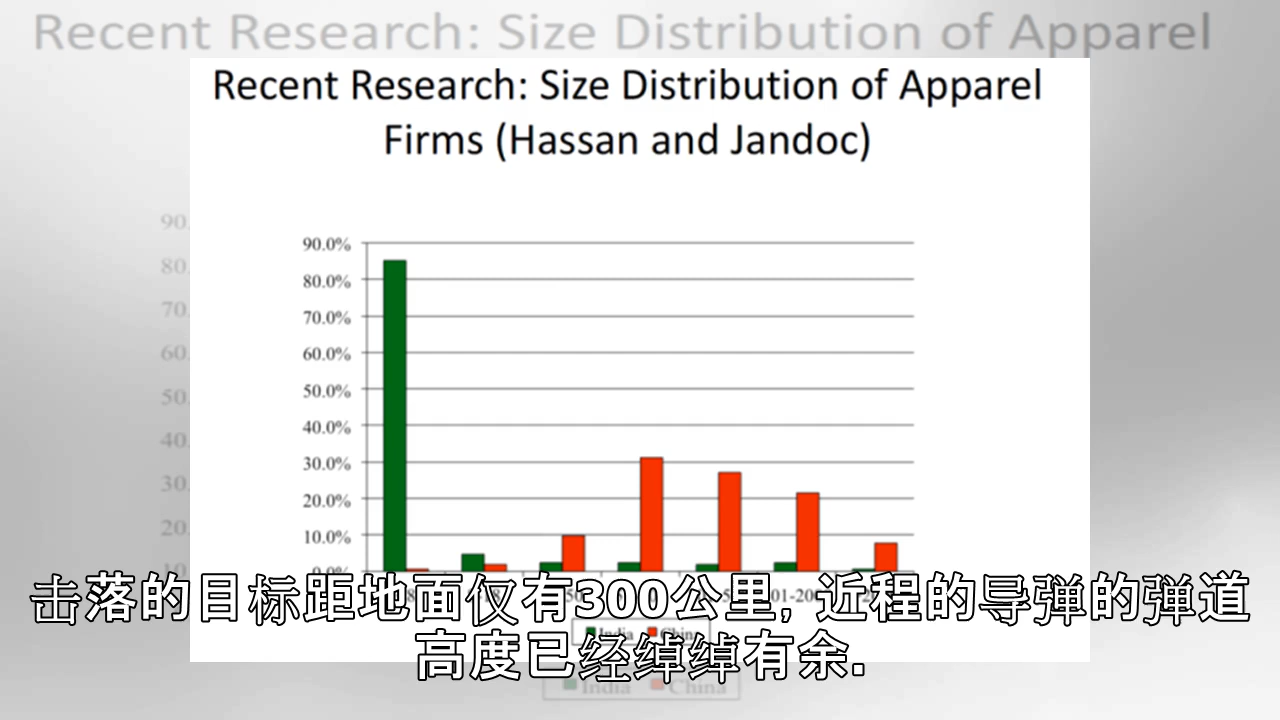 Recent Research: Size Distribution of Apparel
Recent Research: Size Distribution of Apparel
Firms (Hassan and Jandoc)
90.0%
80.0%
70.0%
60.0%
50.0%
40.0%
30.0%
20.0%
10.0%
击落的目标距地面仅有300公里, 近程的导弹的弹道
高度已经绰绰有余.
India China